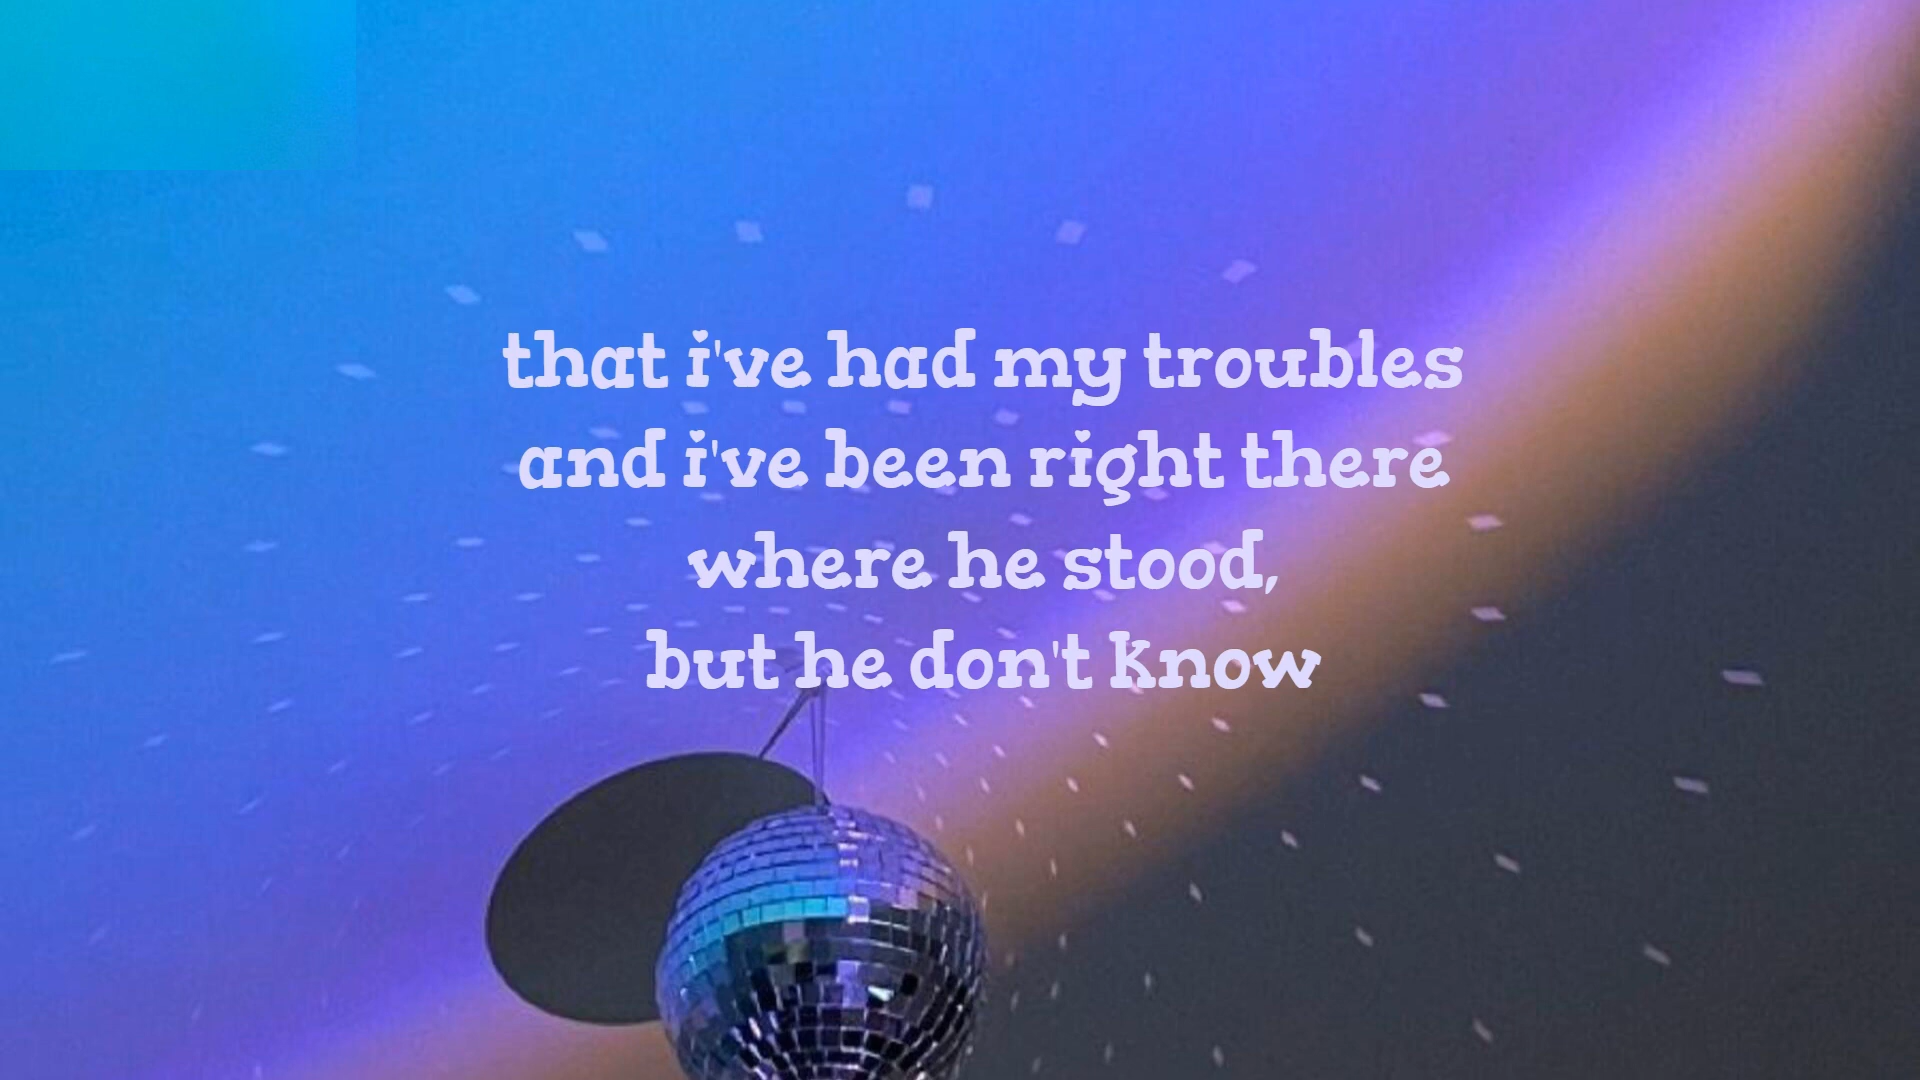 that i've had my troubles
and i've been right there
where he stood,
but he don't know